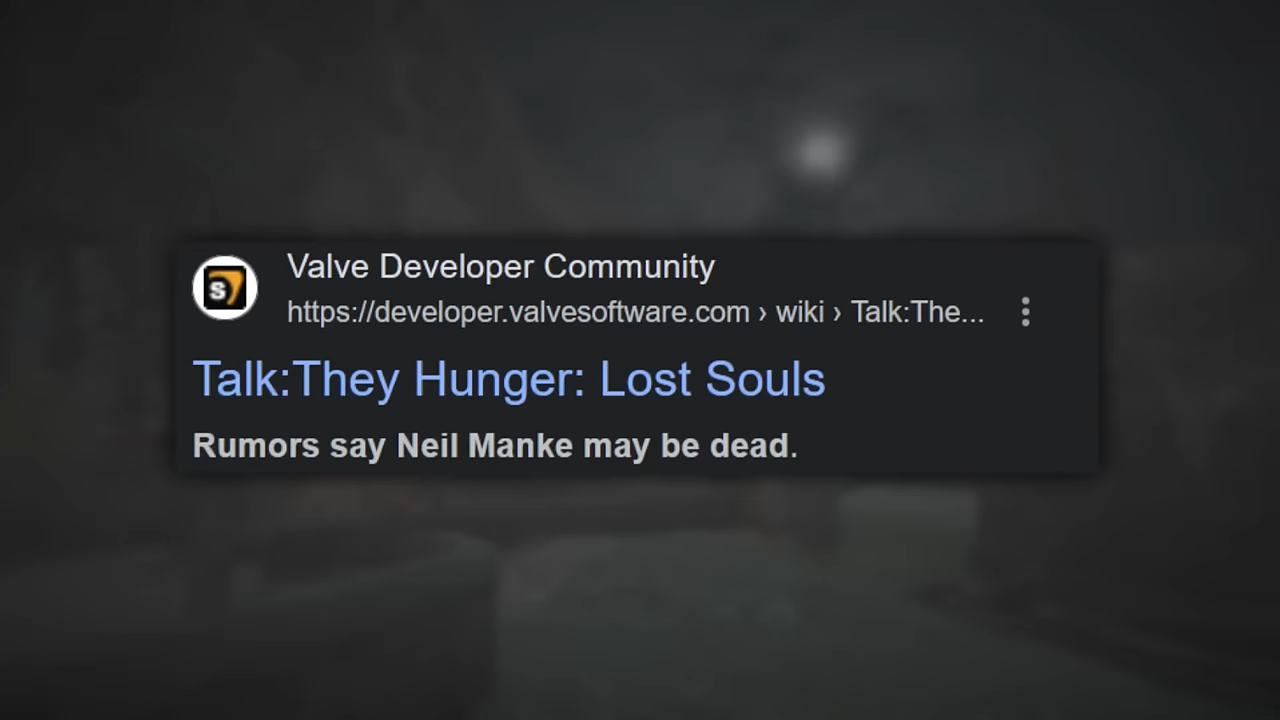 Valve Developer Community
https://developer.valvesoftware.com › wiki › Talk:The...
Talk:They Hunger: Lost Souls
Rumors say Neil Manke may be dead.